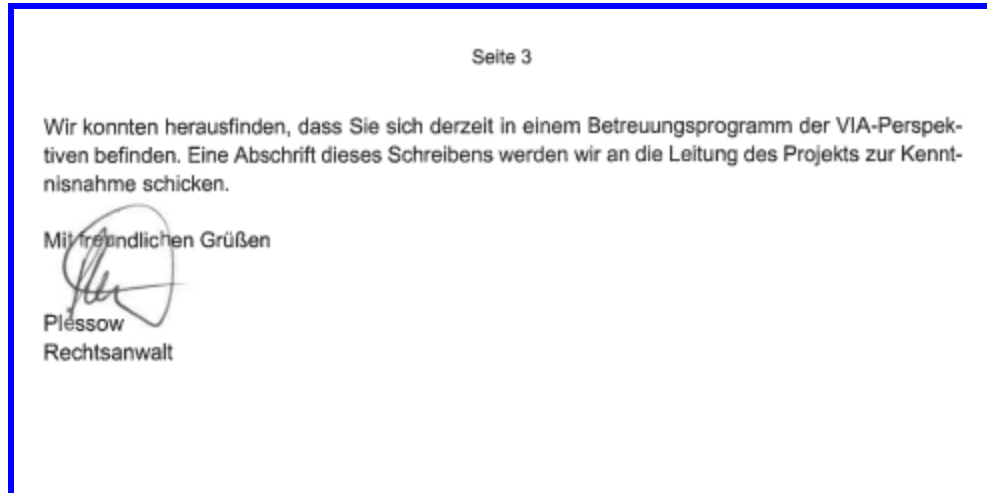 Seite 3
Wir konnten herausfinden, dass Sie sich derzeit in einem Betreuungsprogramm der VIA-Perspek-
tiven befinden. Eine Abschrift dieses Schreibens werden wir an die Leitung des Projekts zur Kennt-
nisnahme schicken.
Mit freundlichen Grüßen
Plessow
Rechtsanwalt